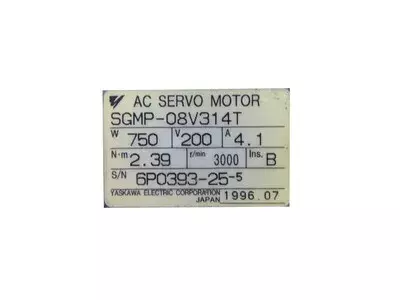 AC SERVO MOTOR
SGMP-08V314T
W 750 V 200 A 4.1
N·m 2.39 r/min 3000 Ins. B
S/N 6P0393-25-5
YASKAWA ELECTRIC CORPORATION
JAPAN 1996.07